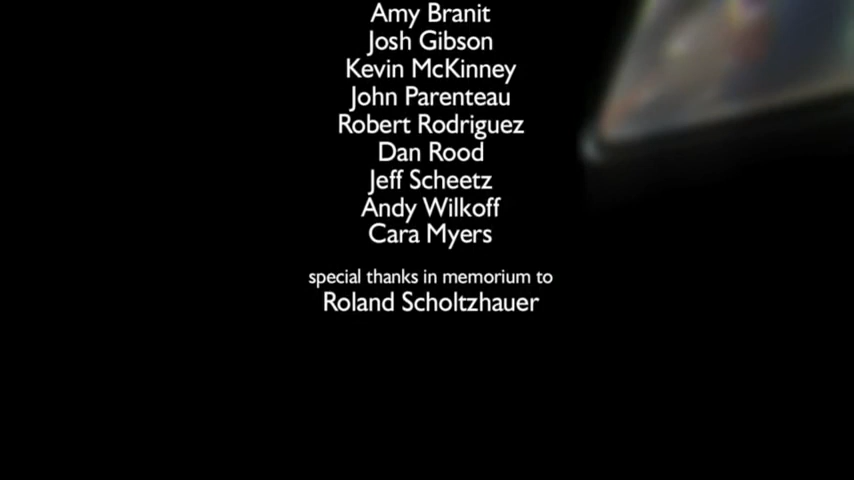 Amy Branit
Josh Gibson
Kevin McKinney
John Parenteau
Robert Rodriguez
Dan Rood
Jeff Scheetz
Andy Wilkoff
Cara Myers
special thanks in memorium to
Roland Scholtzhauer